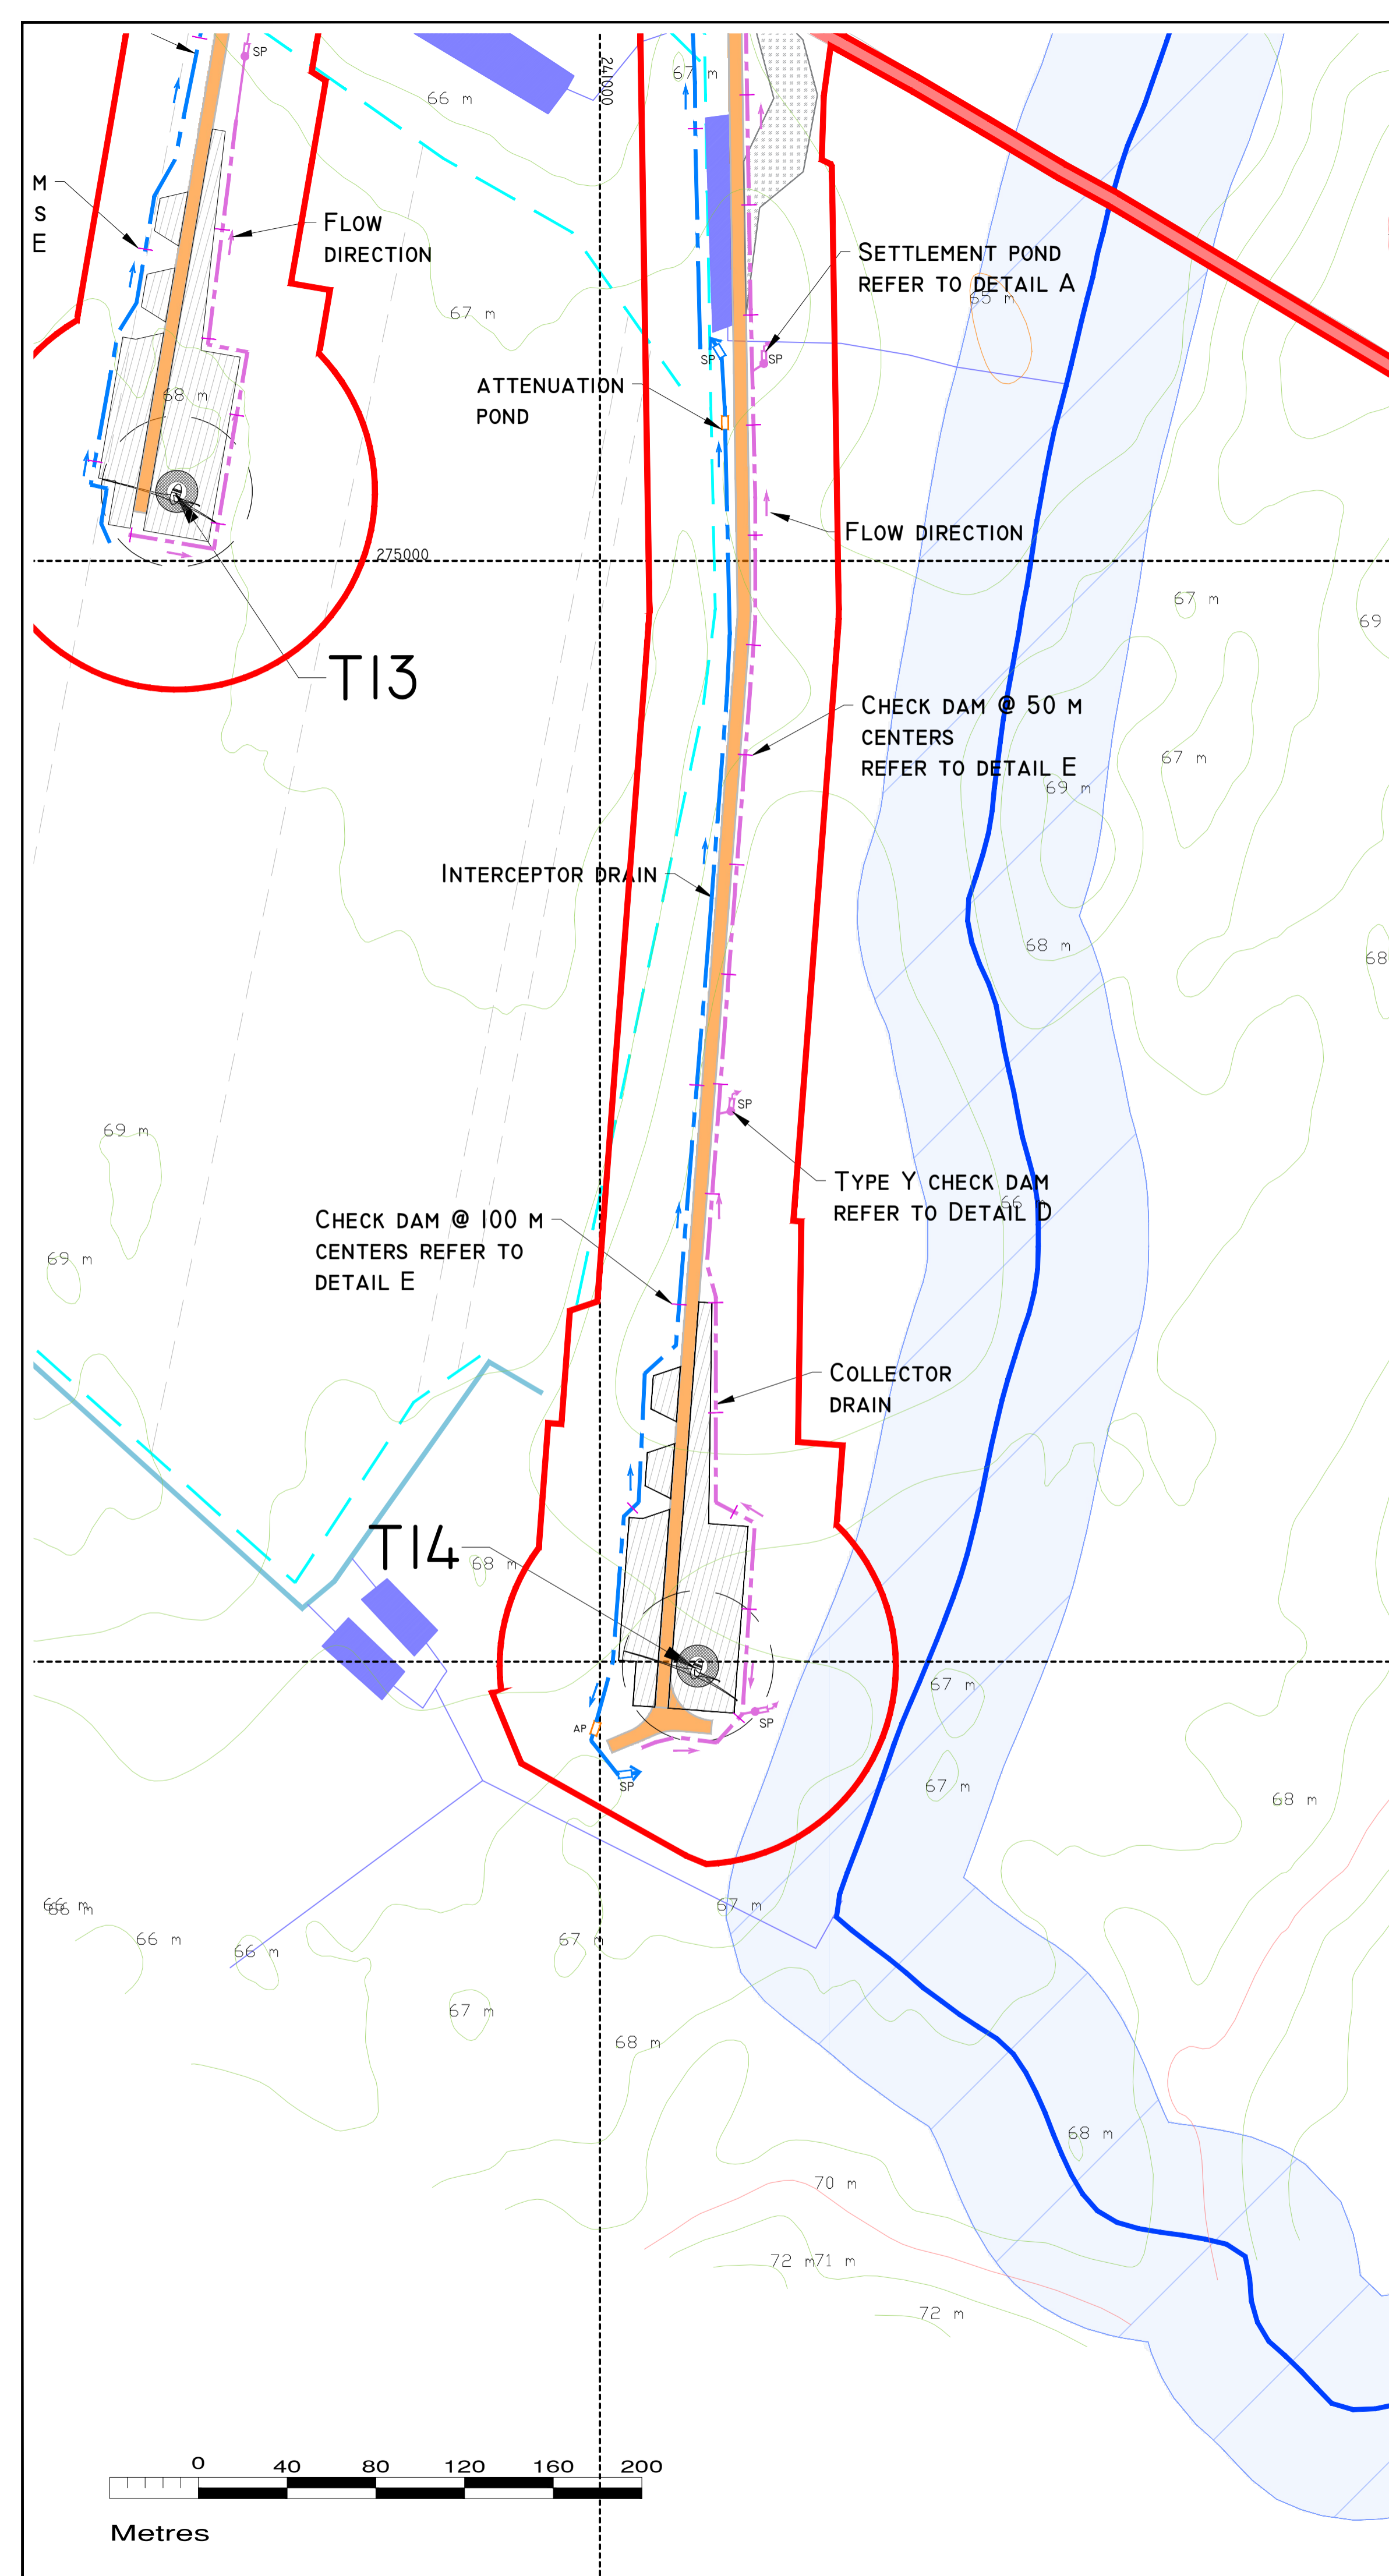 SP
66 m
67 m
241000
M
S
E
FLOW
DIRECTION
SETTLEMENT POND
REFER TO DETAIL A
65 m
67 m
SP
SP
ATTENUATION
POND
68 m
FLOW DIRECTION
275000
67 m
69
T13
CHECK DAM @ 50 M
CENTERS
REFER TO DETAIL E
67 m
69 m
INTERCEPTOR DRAIN
68 m
68
SP
69 m
TYPE Y CHECK DAM
REFER TO DETAIL D
66 m
CHECK DAM @ 100 M
CENTERS REFER TO
DETAIL E
69 m
COLLECTOR
DRAIN
T14
68 m
67 m
SP
AP
SP
67 m
68 m
66 m
66 m
67 m
66 m
67 m
66 m
67 m
68 m
68 m
70 m
72 m
71 m
72 m
0 40 80 120 160 200
Metres